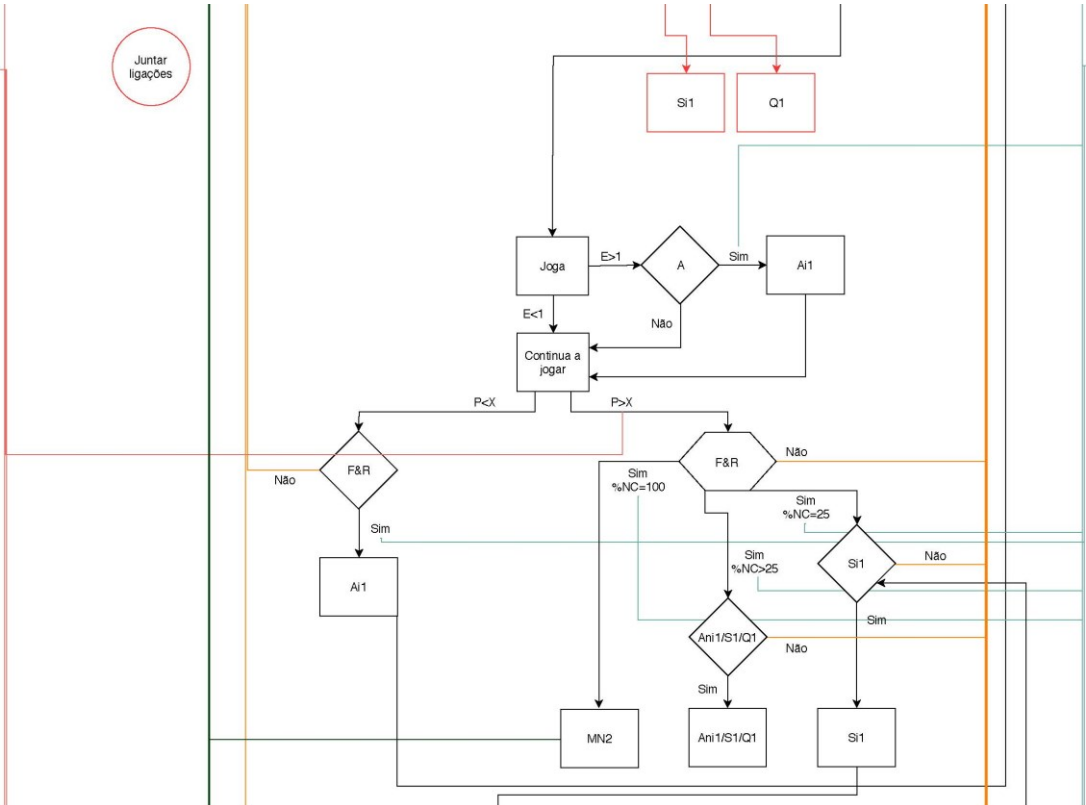 Juntar
ligações
Si1
Q1
Joga
E>1
A
Sim
Ai1
E<1
Não
Continua a
jogar
P<X
P>X
F&R
Não
Sim
Ai1
F&R
Não
Sim
%NC=100
Sim
%NC=25
Sim
%NC>25
Si1
Não
Sim
Ani1/S1/Q1
Não
Sim
MN2
Ani1/S1/Q1
Si1